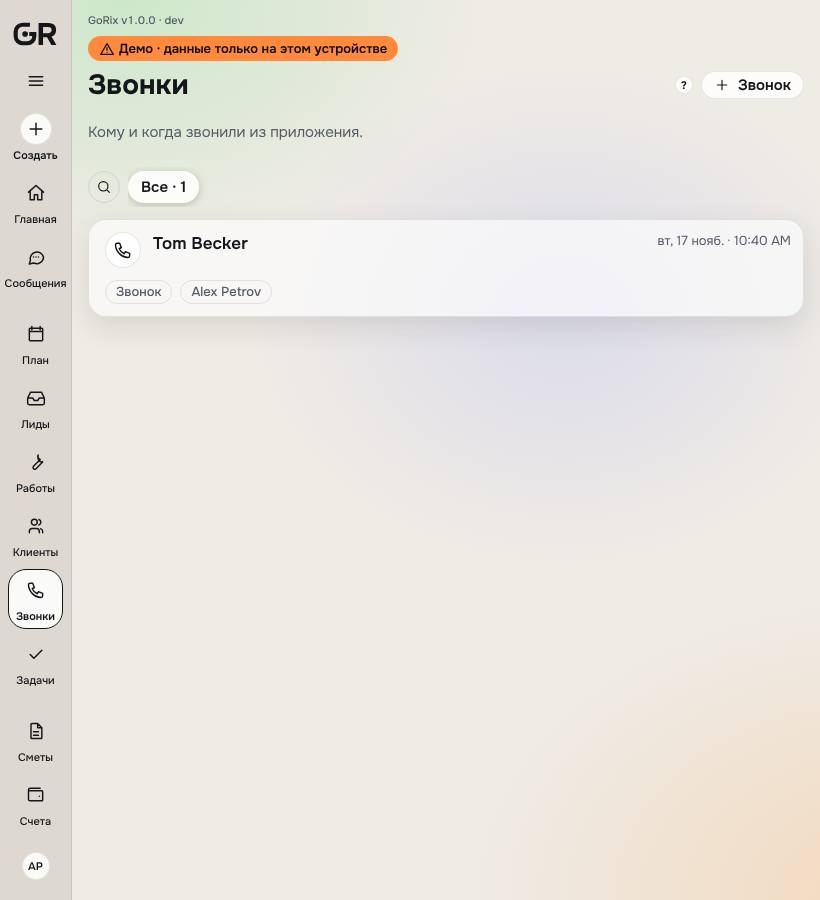 GR
GoRix v1.0.0 · dev
Демо · данные только на этом устройстве
Звонки
?
Звонок
Кому и когда звонили из приложения.
Все · 1
Tom Becker
вт, 17 нояб. · 10:40 AM
Звонок
Alex Petrov
Создать
Главная
Сообщения
План
Лиды
Работы
Клиенты
Звонки
Задачи
Сметы
Счета
AP